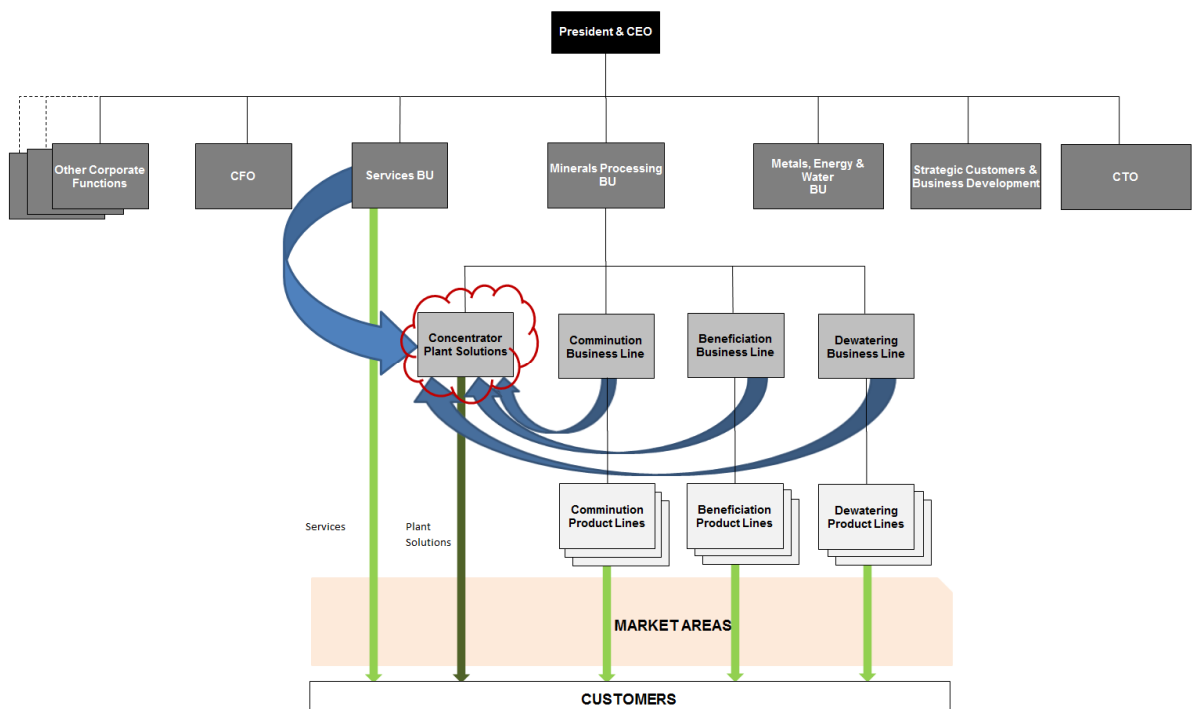 President & CEO
Other Corporate
Functions
CFO
Services BU
Minerals Processing
BU
Metals, Energy &
Water
BU
Strategic Customers &
Business Development
CTO
Concentrator
Plant Solutions
Comminution
Business Line
Beneficiation
Business Line
Dewatering
Business Line
Comminution
Product Lines
Beneficiation
Product Lines
Dewatering
Product Lines
Services
Plant
Solutions
MARKET AREAS
CUSTOMERS